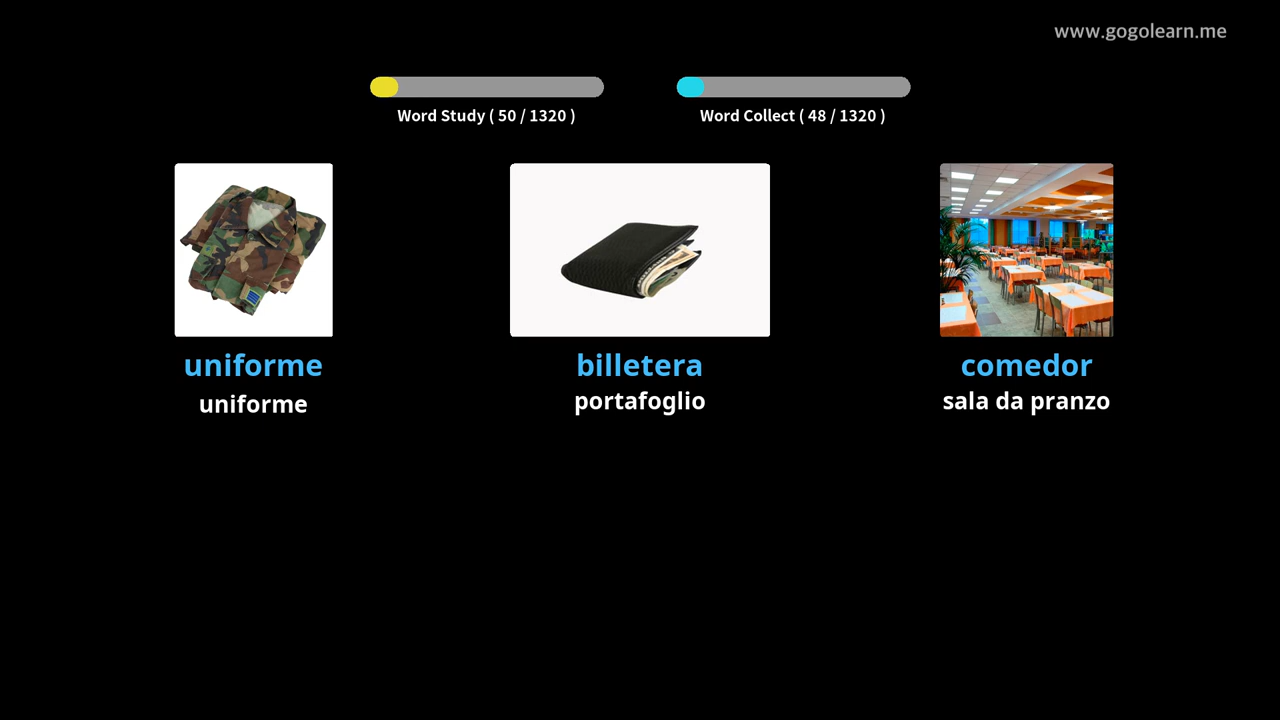 www.gogolearn.me
Word Study ( 50 / 1320 )
Word Collect ( 48 / 1320 )
uniforme
billetera
comedor
uniforme
portafoglio
sala da pranzo